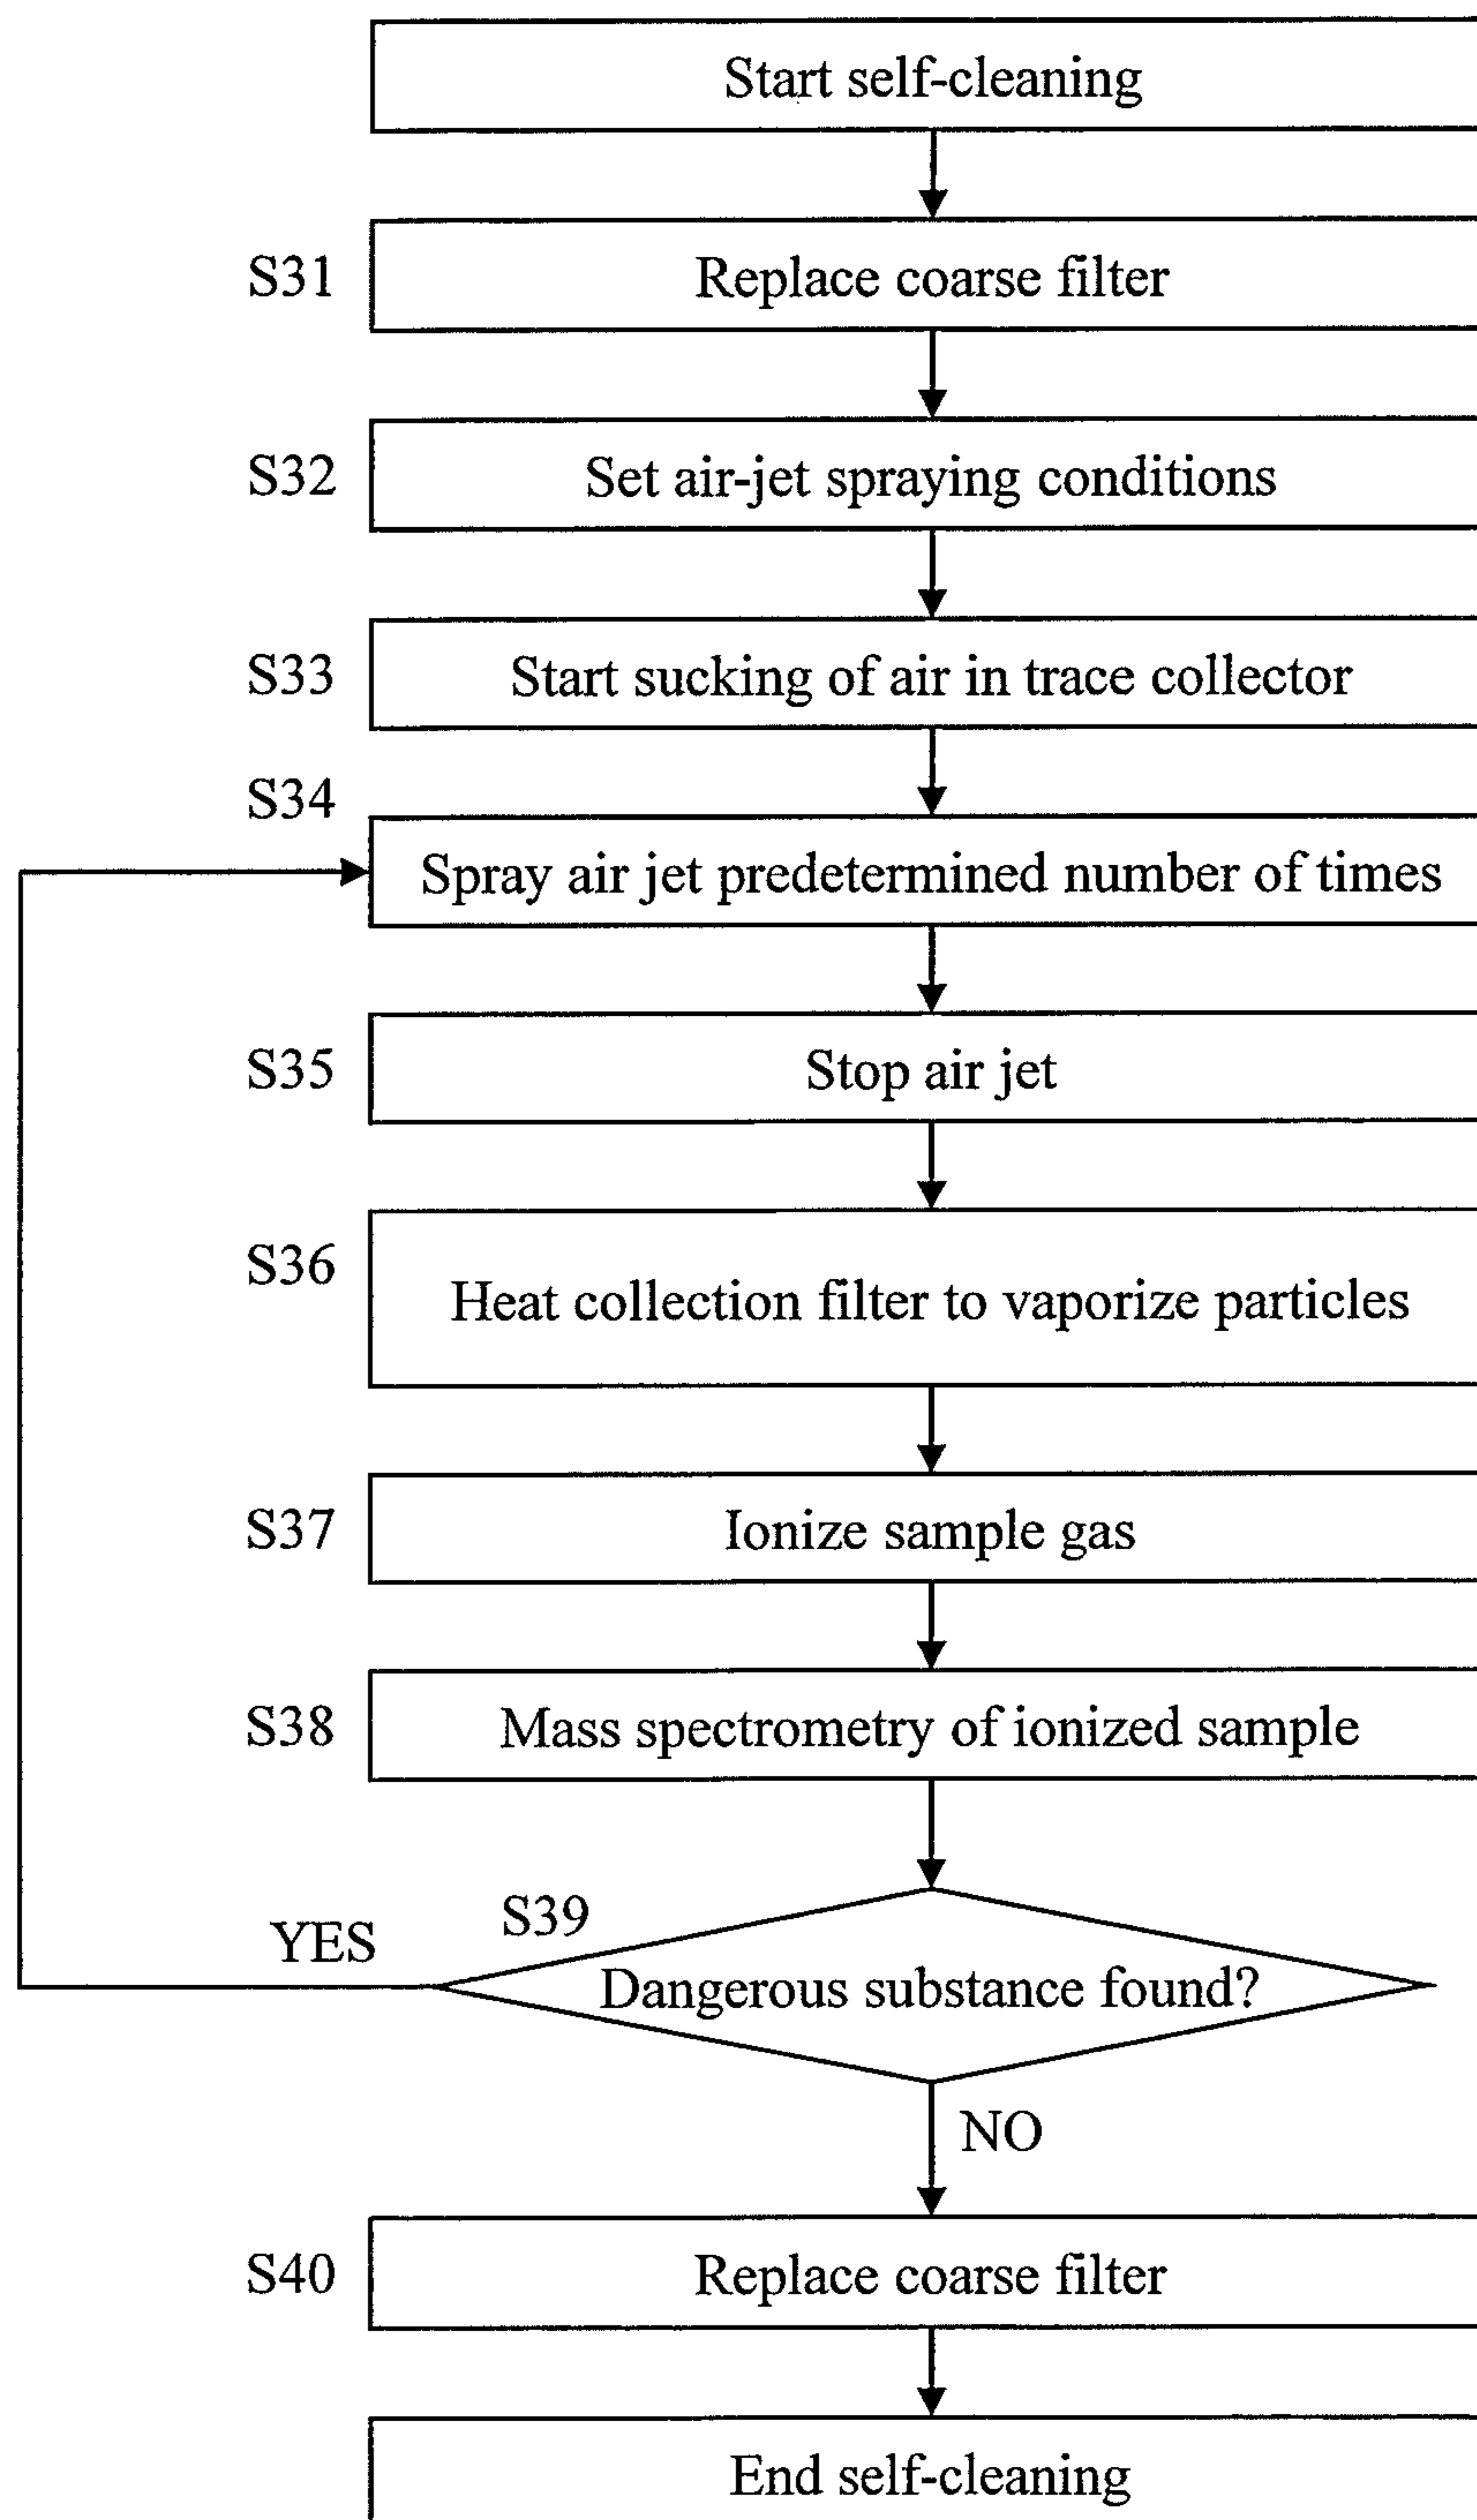 Start self-cleaning
S31
Replace coarse filter
S32
Set air-jet spraying conditions
S33
Start sucking of air in trace collector
S34
Spray air jet predetermined number of times
S35
Stop air jet
S36
Heat collection filter to vaporize particles
S37
Ionize sample gas
S38
Mass spectrometry of ionized sample
S39
YES
Dangerous substance found?
NO
S40
Replace coarse filter
End self-cleaning